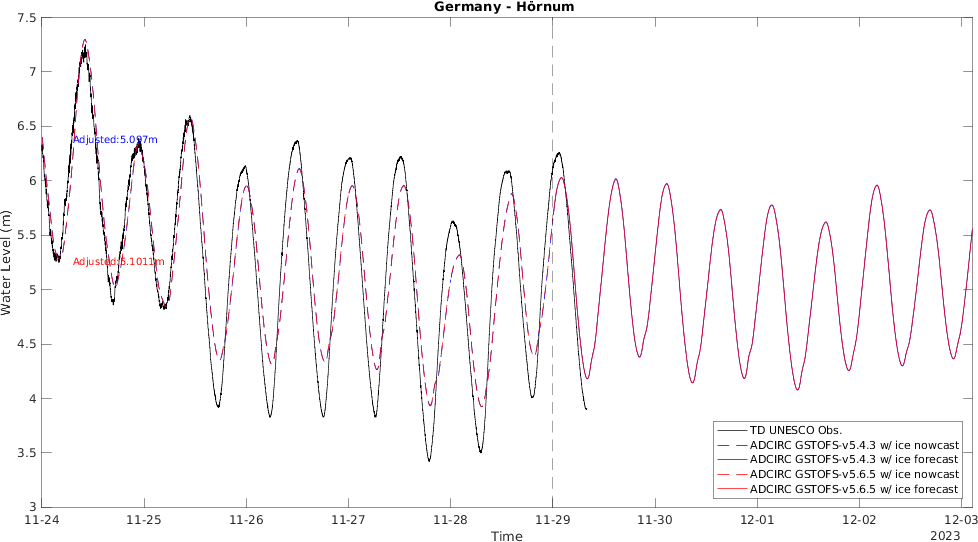 Germany - Hörnum
7.5
7
6.5
6
5.5
5
4.5
4
3.5
3
Water Level (m)
Adjusted:5.097m
Adjusted:5.1011m
TD UNESCO Obs.
ADCIRC GSTOFS-v5.4.3 w/ ice nowcast
ADCIRC GSTOFS-v5.4.3 w/ ice forecast
ADCIRC GSTOFS-v5.6.5 w/ ice nowcast
ADCIRC GSTOFS-v5.6.5 w/ ice forecast
11-24 11-25 11-26 11-27 11-28 11-29 11-30 12-01 12-02 12-03
Time
2023